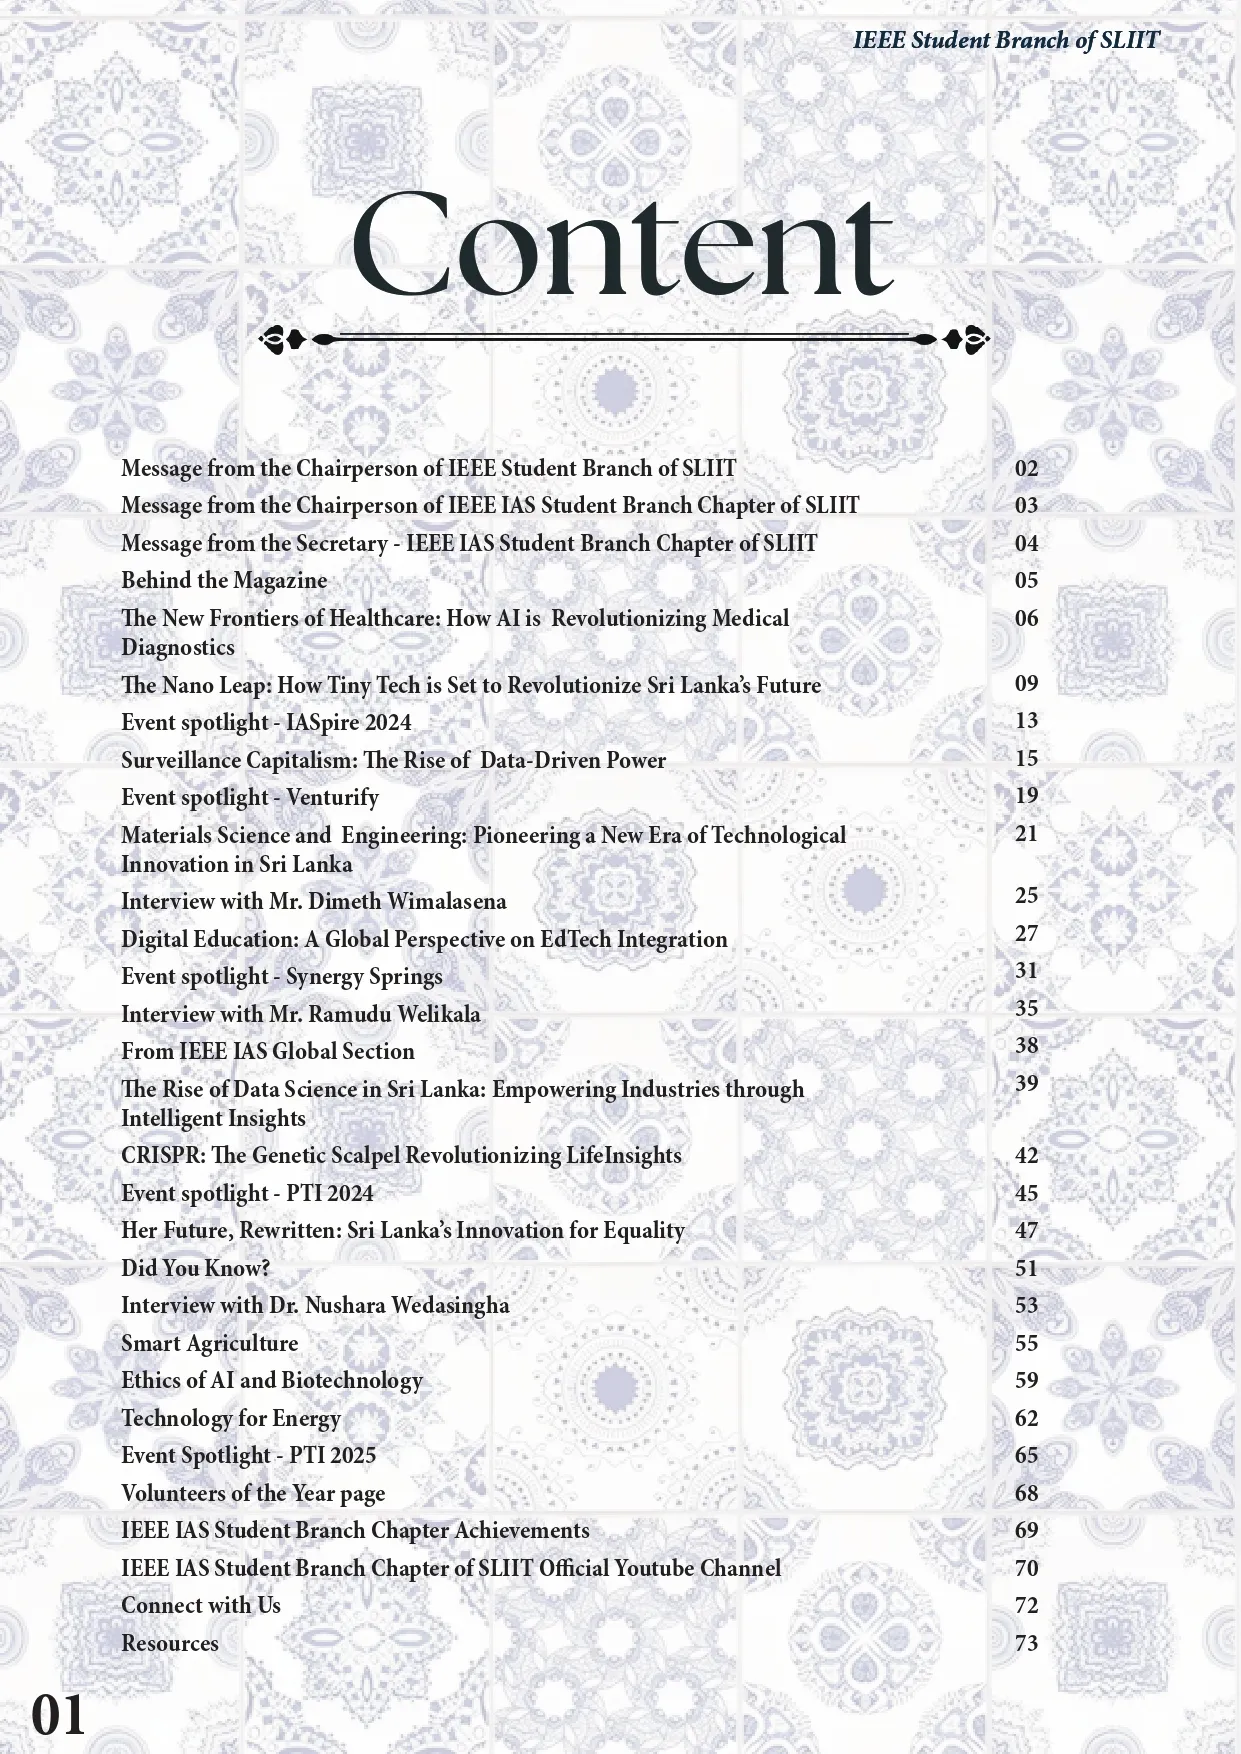 IEEE Student Branch of SLIIT
Content
Message from the Chairperson of IEEE Student Branch of SLIIT 02
Message from the Chairperson of IEEE IAS Student Branch Chapter of SLIIT 03
Message from the Secretary - IEEE IAS Student Branch Chapter of SLIIT 04
Behind the Magazine 05
The New Frontiers of Healthcare: How AI is Revolutionizing Medical 06
Diagnostics
The Nano Leap: How Tiny Tech is Set to Revolutionize Sri Lanka's Future 09
Event spotlight - IASpire 2024 13
Surveillance Capitalism: The Rise of Data-Driven Power 15
Event spotlight - Venturify 19
Materials Science and Engineering: Pioneering a New Era of Technological 21
Innovation in Sri Lanka
Interview with Mr. Dimeth Wimalasena 25
Digital Education: A Global Perspective on EdTech Integration 27
Event spotlight - Synergy Springs 31
Interview with Mr. Ramudu Welikala 35
From IEEE IAS Global Section 38
The Rise of Data Science in Sri Lanka: Empowering Industries through 39
Intelligent Insights
CRISPR: The Genetic Scalpel Revolutionizing LifeInsights 42
Event spotlight - PTI 2024 45
Her Future, Rewritten: Sri Lanka's Innovation for Equality 47
Did You Know? 51
Interview with Dr. Nushara Wedasingha 53
Smart Agriculture 55
Ethics of AI and Biotechnology 59
Technology for Energy 62
Event Spotlight - PTI 2025 65
Volunteers of the Year page 68
IEEE IAS Student Branch Chapter Achievements 69
IEEE IAS Student Branch Chapter of SLIIT Official Youtube Channel 70
Connect with Us 72
Resources 73
01